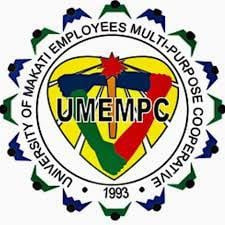 UNIVERSITY OF MAKATI EMPLOYEES MULTI-PURPOSE COOPERATIVE
UMEMPC
· 1993 ·